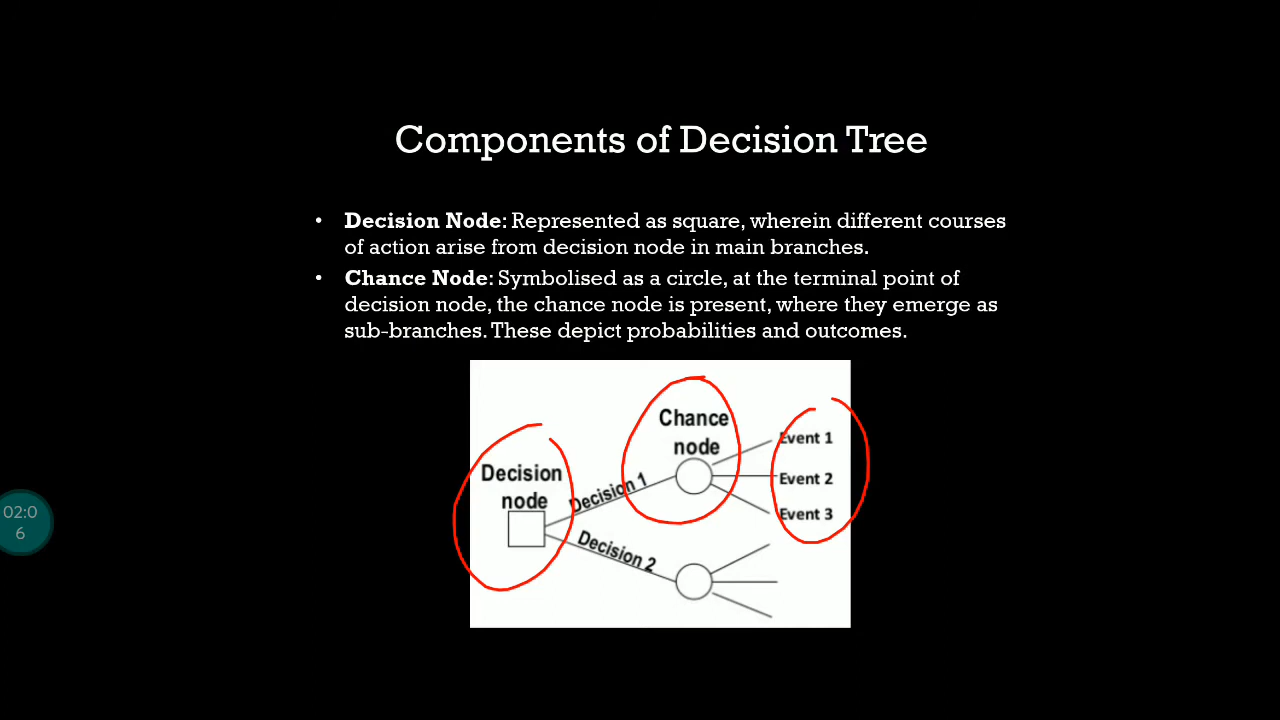 Components of Decision Tree
• Decision Node: Represented as square, wherein different courses
of action arise from decision node in main branches.
• Chance Node: Symbolised as a circle, at the terminal point of
decision node, the chance node is present, where they emerge as
sub-branches. These depict probabilities and outcomes.
Chance
node
Event 1
Decision
node
Decision 1
Event 2
Event 3
Decision 2
02:0
6